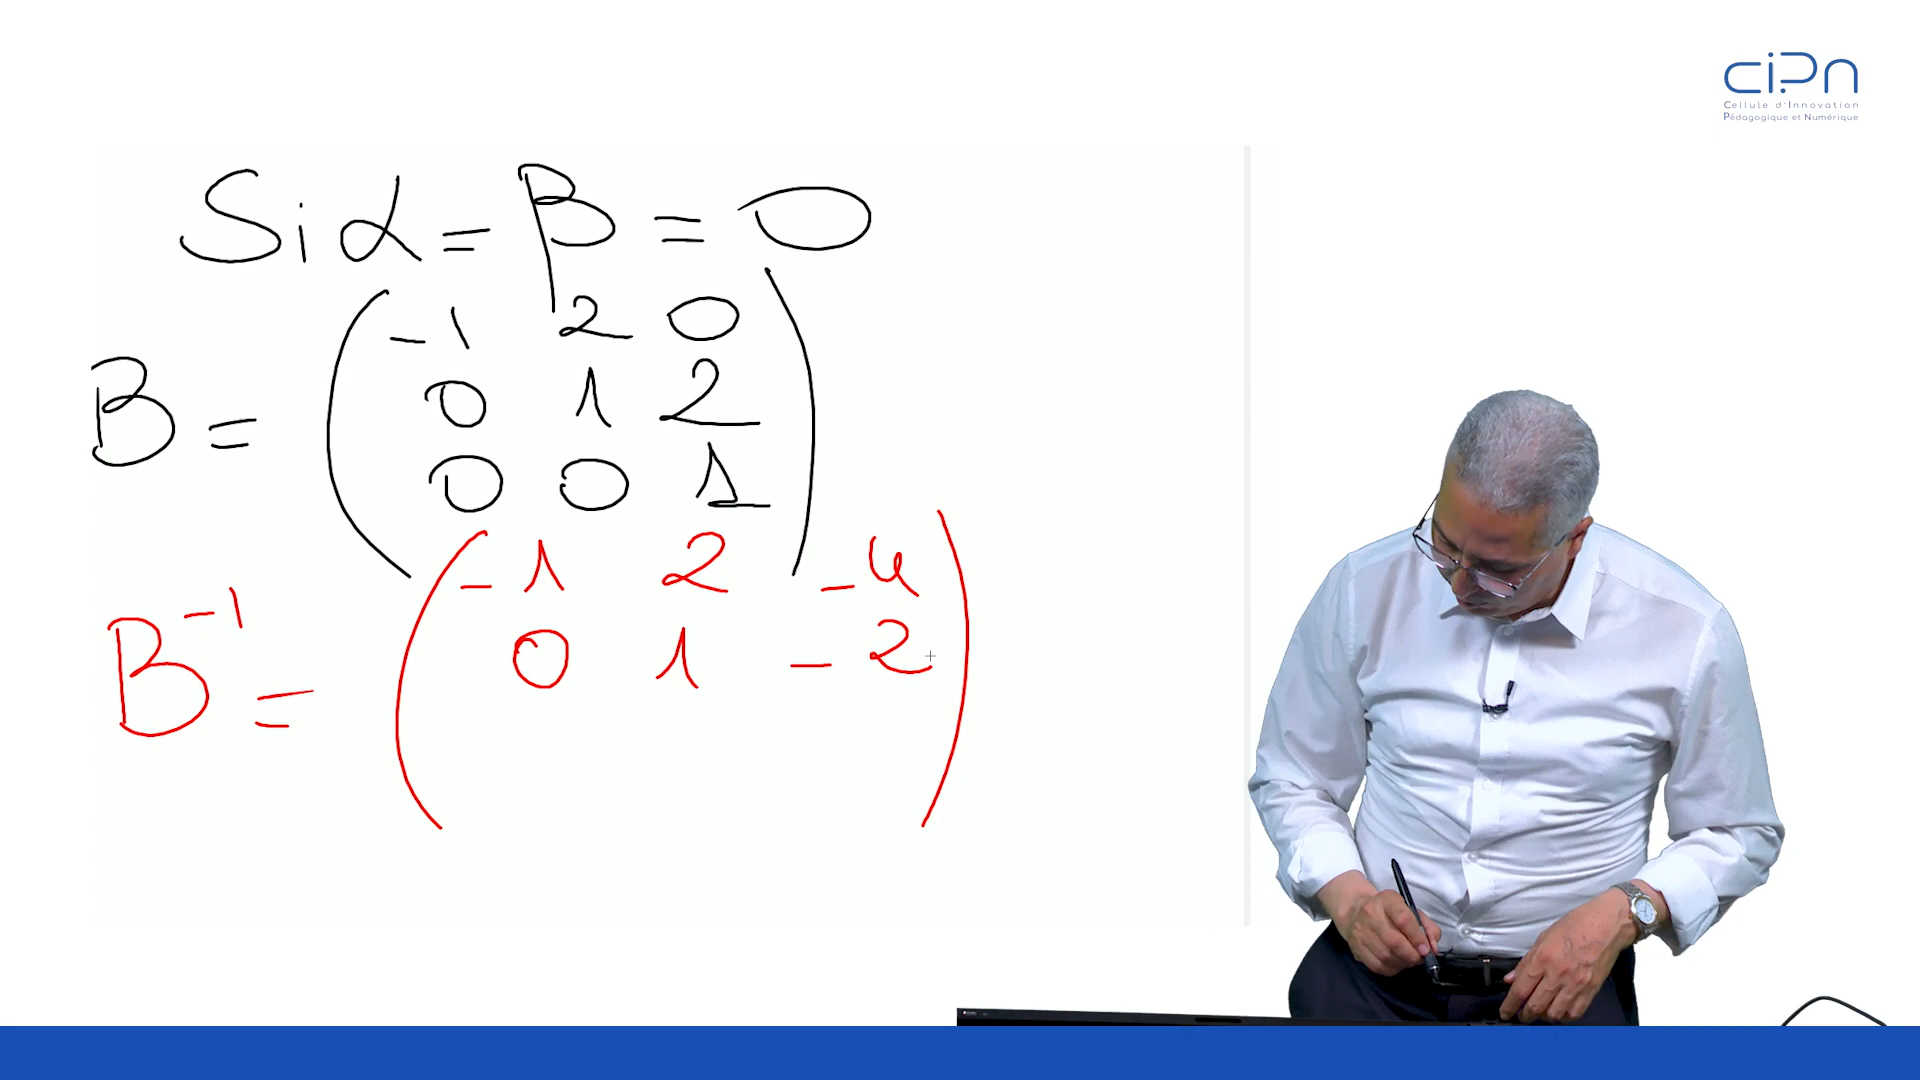 ciPn
Cellule d'Innovation
Pédagogique et Numérique
Si α = β = 0
B = ( -1 2 0
0 1 2
0 0 1 )
B⁻¹ = ( -1 2 -4
0 1 -2 )